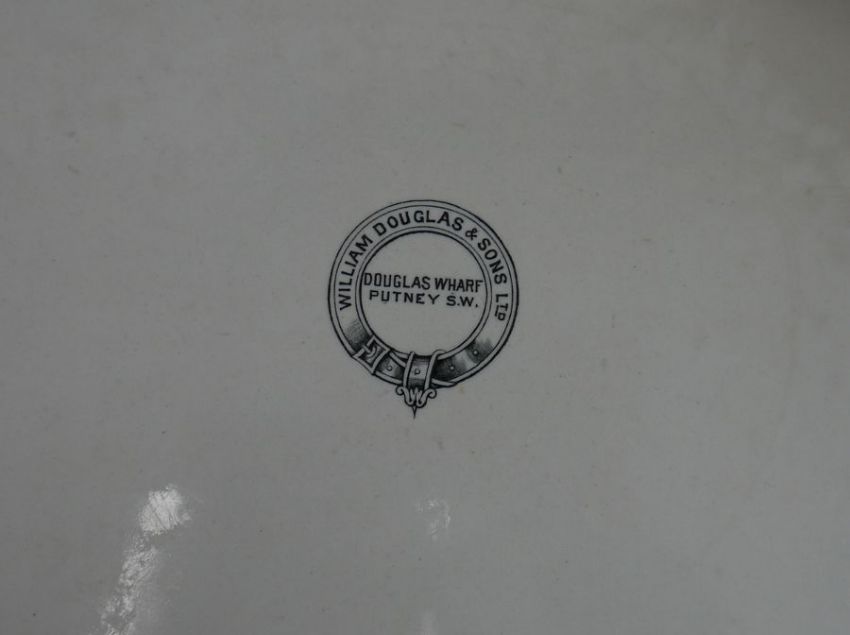 WILLIAM DOUGLAS & SONS LTD
DOUGLAS WHARF
PUTNEY S.W.